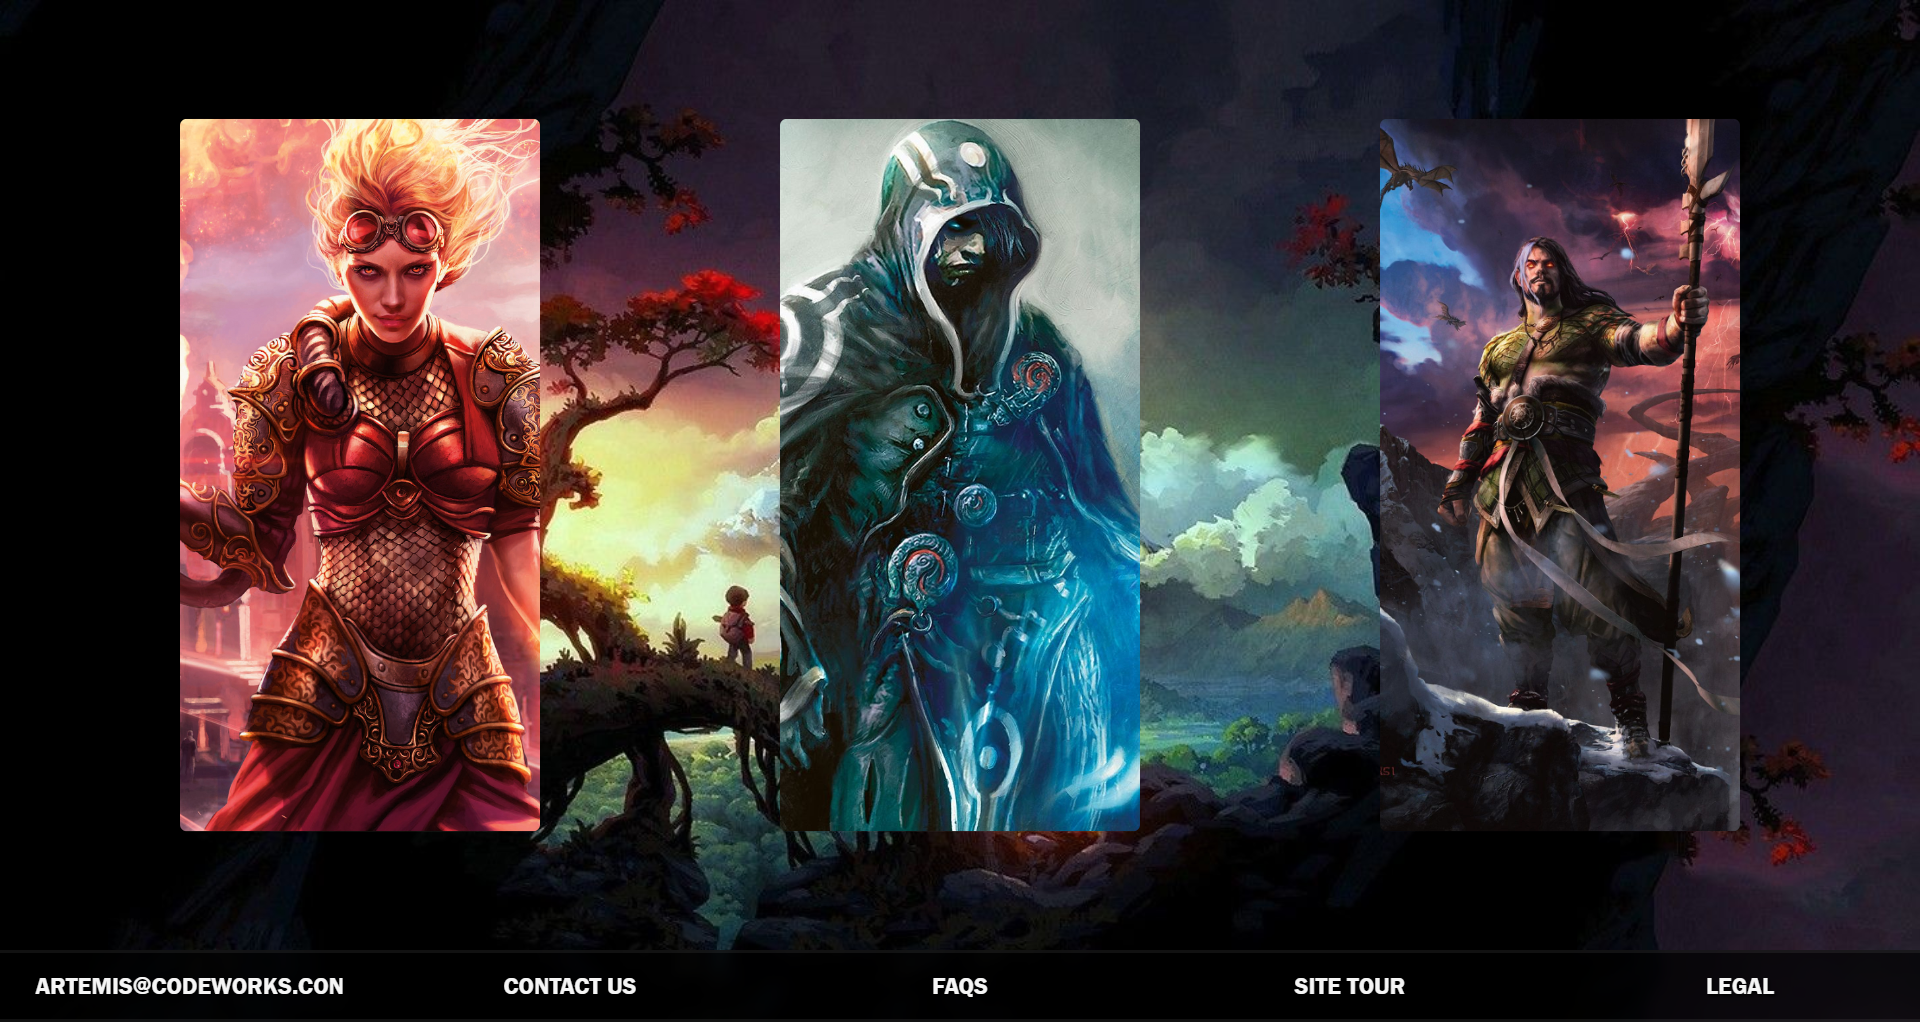 ARTEMIS@CODEWORKS.CON
CONTACT US
FAQS
SITE TOUR
LEGAL